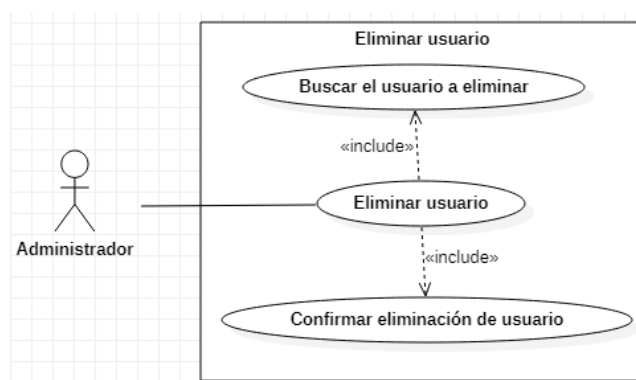 Eliminar usuario
Buscar el usuario a eliminar
«include»
Eliminar usuario
Administrador
«include»
Confirmar eliminación de usuario